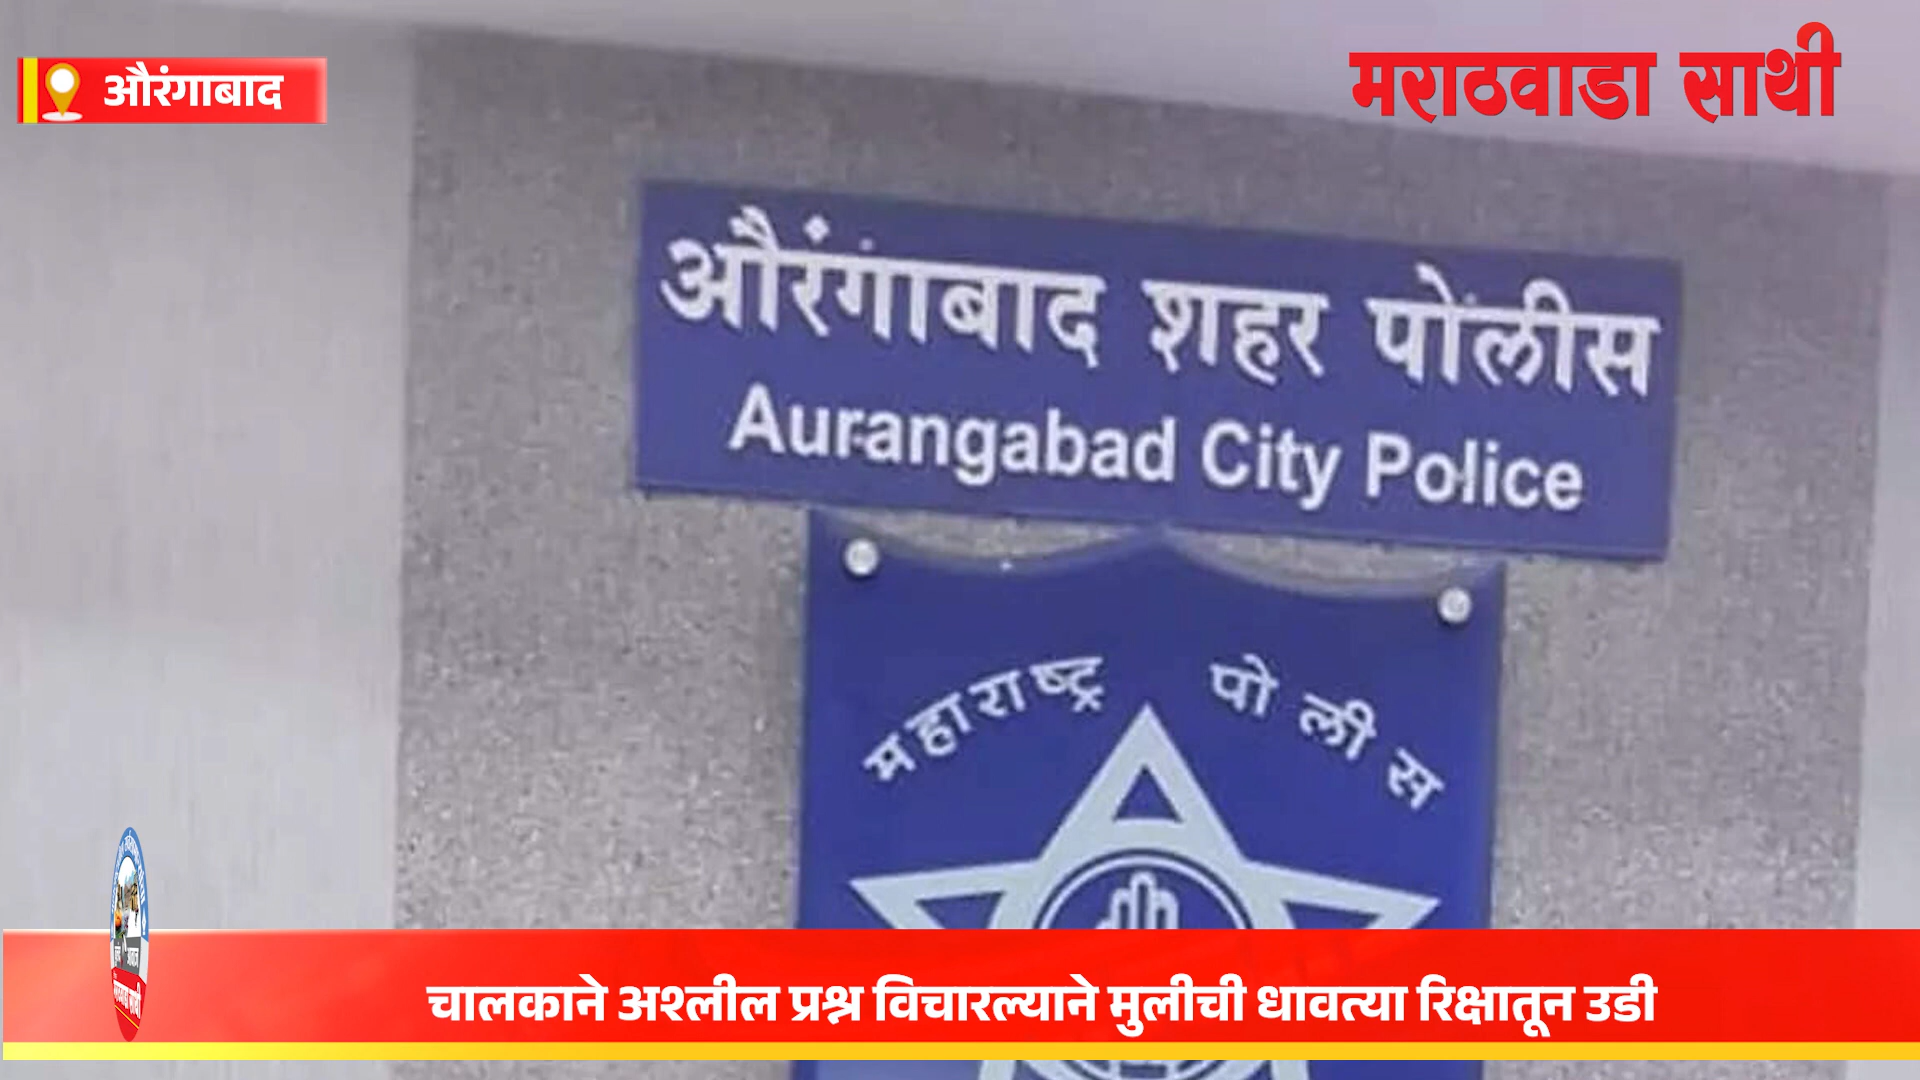 औरंगाबाद
मराठवाडा साथी
औरंगाबाद शहर पोलीस
Aurangabad City Police
महाराष्ट्र पोलीस
चालकाने अश्लील प्रश्न विचारल्याने मुलीची धावत्या रिक्षातून उडी